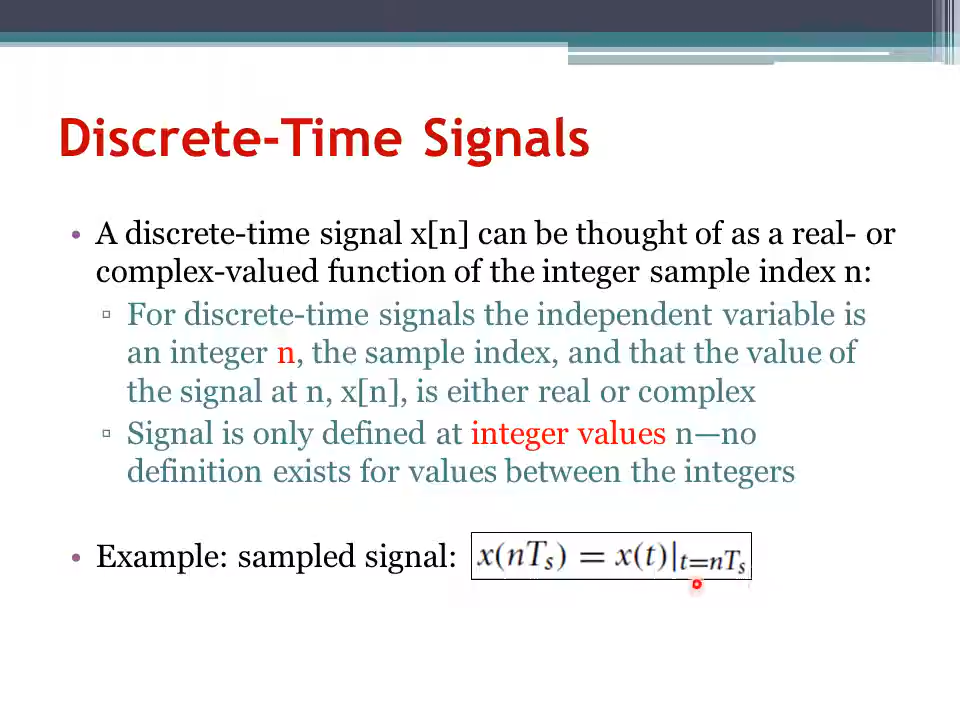 Discrete-Time Signals
• A discrete-time signal x[n] can be thought of as a real- or
complex-valued function of the integer sample index n:
▫ For discrete-time signals the independent variable is
an integer n, the sample index, and that the value of
the signal at n, x[n], is either real or complex
▫ Signal is only defined at integer values n—no
definition exists for values between the integers
• Example: sampled signal: x(nTₛ) = x(t)|ₜ₌ₙTₛ